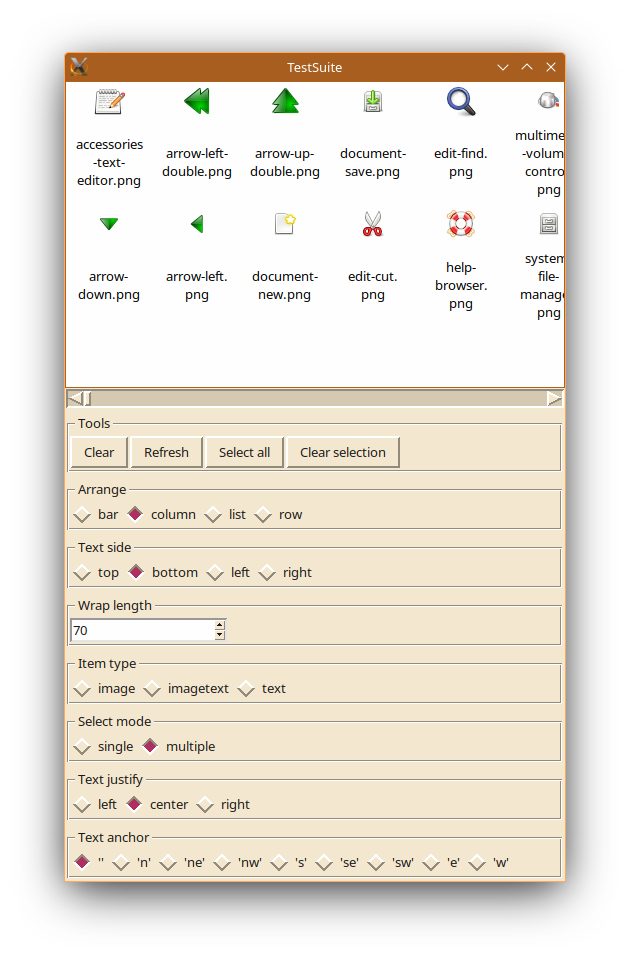 TestSuite
accessories
-text-
editor.png
arrow-left-
double.png
arrow-up-
double.png
document-
save.png
edit-find.
png
multime
-volum
contro
png
arrow-
down.png
arrow-left.
png
document-
new.png
edit-cut.
png
help-
browser.
png
system
file-
manage
png
Tools
Clear Refresh Select all Clear selection
Arrange
bar column list row
Text side
top bottom left right
Wrap length
70
Item type
image imagetext text
Select mode
single multiple
Text justify
left center right
Text anchor
'' 'n' 'ne' 'nw' 's' 'se' 'sw' 'e' 'w'